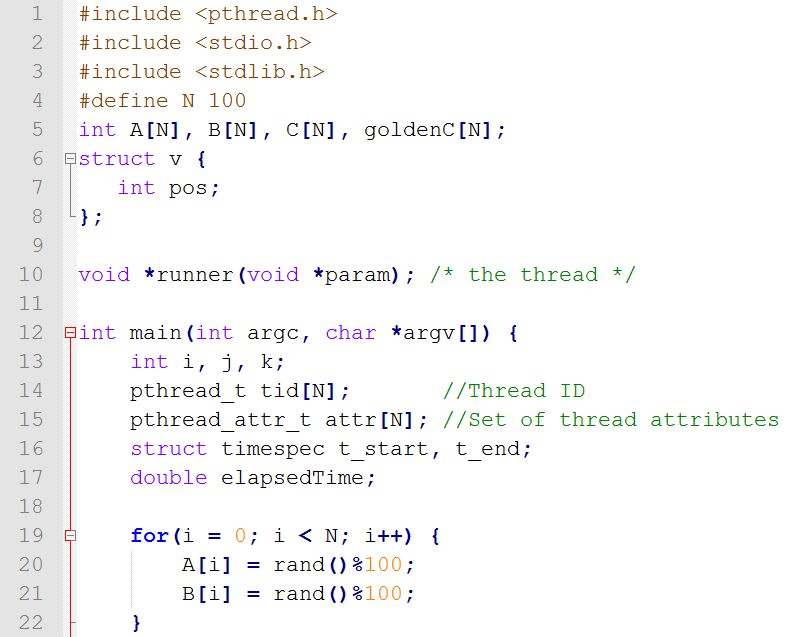 1 #include <pthread.h>
2 #include <stdio.h>
3 #include <stdlib.h>
4 #define N 100
5 int A[N], B[N], C[N], goldenC[N];
6 struct v {
7    int pos;
8 };
9
10 void *runner(void *param); /* the thread */
11
12 int main(int argc, char *argv[]) {
13     int i, j, k;
14     pthread_t tid[N];       //Thread ID
15     pthread_attr_t attr[N]; //Set of thread attributes
16     struct timespec t_start, t_end;
17     double elapsedTime;
18
19     for(i = 0; i < N; i++) {
20         A[i] = rand()%100;
21         B[i] = rand()%100;
22     }